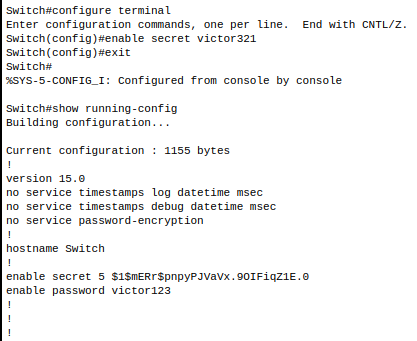 Switch#configure terminal
Enter configuration commands, one per line.  End with CNTL/Z.
Switch(config)#enable secret victor321
Switch(config)#exit
Switch#
%SYS-5-CONFIG_I: Configured from console by console

Switch#show running-config
Building configuration...

Current configuration : 1155 bytes
!
version 15.0
no service timestamps log datetime msec
no service timestamps debug datetime msec
no service password-encryption
!
hostname Switch
!
enable secret 5 $1$mERr$pnpyPJVaVx.9OIFiqZ1E.0
enable password victor123
!
!
!